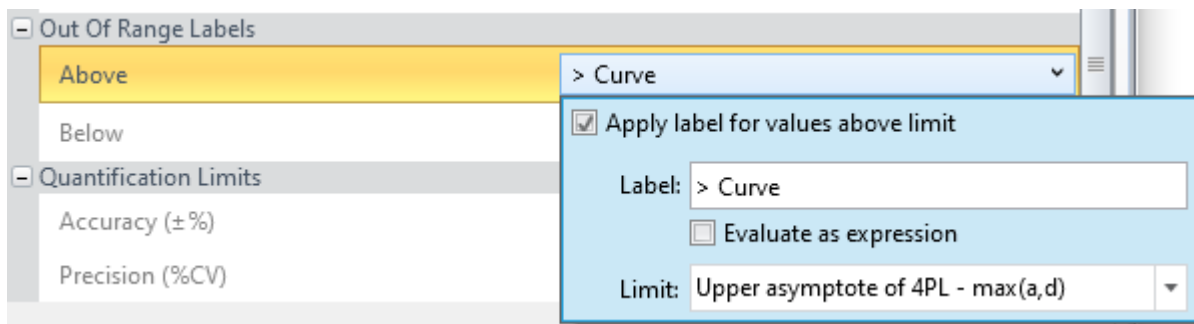 Out Of Range Labels
Above
> Curve
Below
Apply label for values above limit
Label: > Curve
Evaluate as expression
Quantification Limits
Accuracy (±%)
Precision (%CV)
Limit: Upper asymptote of 4PL - max(a,d)